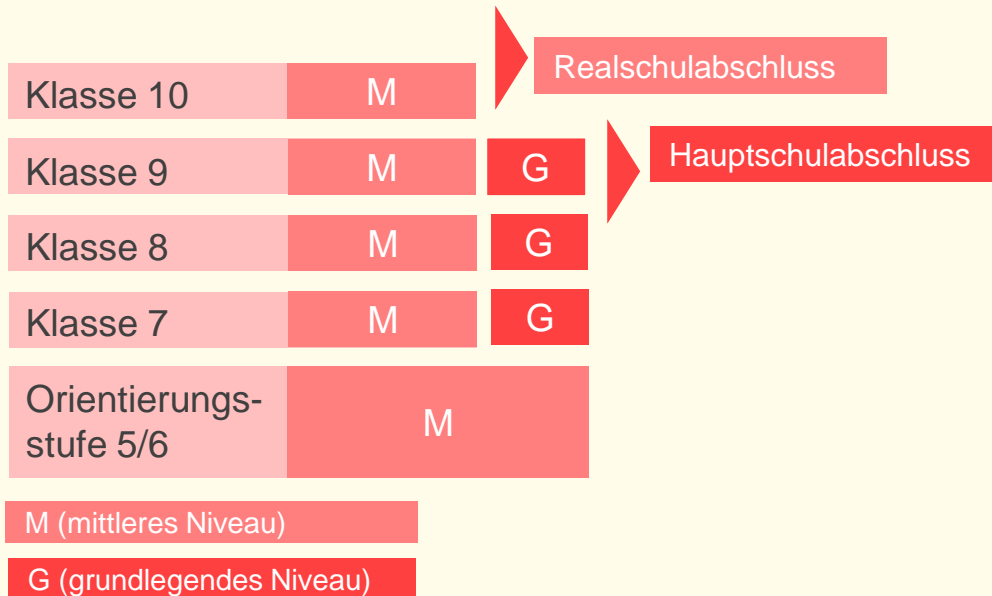 Realschulabschluss
Klasse 10 M
Hauptschulabschluss
Klasse 9 M G
Klasse 8 M G
Klasse 7 M G
Orientierungs-
stufe 5/6
M
M (mittleres Niveau)
G (grundlegendes Niveau)